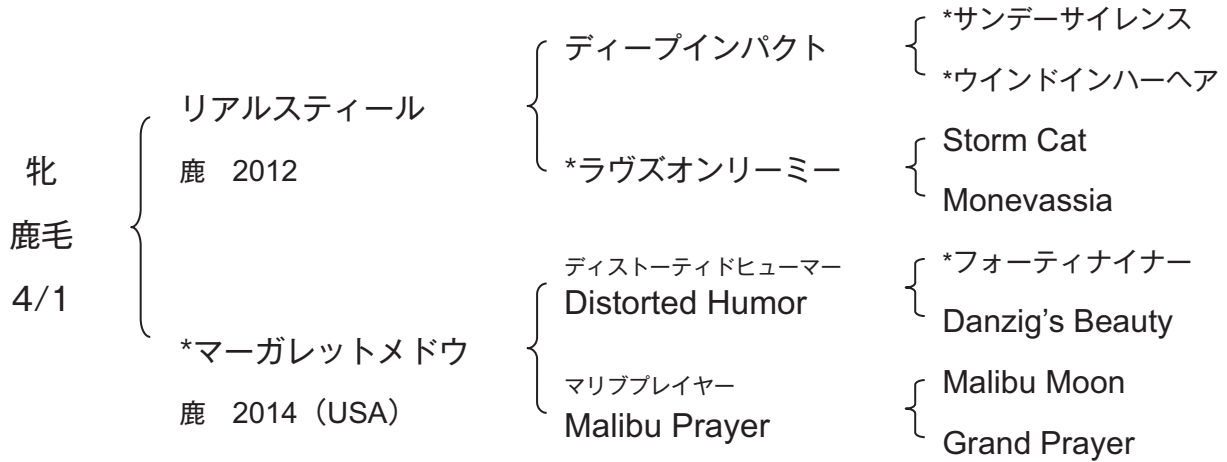 牝
鹿毛
4/1
リアルスティール
鹿 2012
*マーガレットメドウ
鹿 2014（USA）
ディープインパクト
*ラヴズオンリーミー
ディストーティドヒューマー
Distorted Humor
マリブプレイヤー
Malibu Prayer
*サンデーサイレンス
*ウインドインハーヘア
Storm Cat
Monevassia
*フォーティナイナー
Danzig's Beauty
Malibu Moon
Grand Prayer